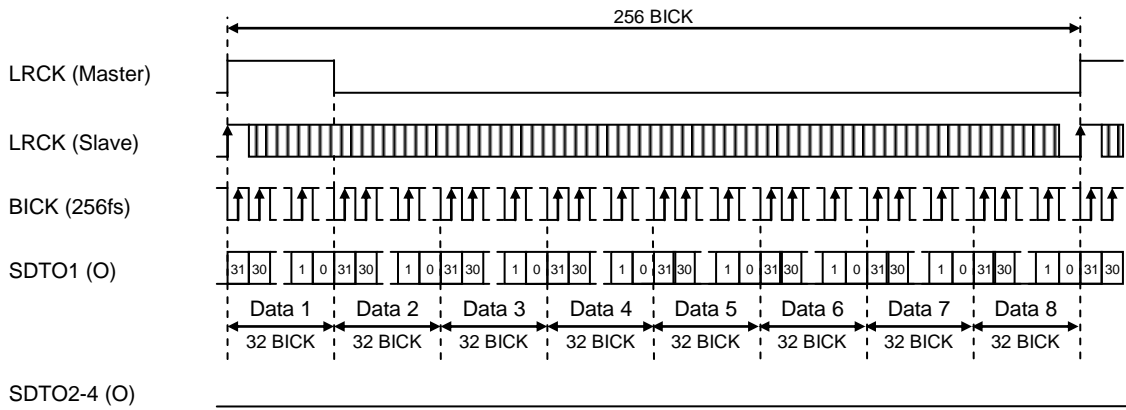 256 BICK
LRCK (Master)
LRCK (Slave)
BICK (256fs)
SDTO1 (O)
31 30 1 0 31 30 1 0 31 30 1 0 31 30 1 0 31 30 1 0 31 30 1 0 31 30 1 0 31 30 1 0 31 30
Data 1 Data 2 Data 3 Data 4 Data 5 Data 6 Data 7 Data 8
32 BICK 32 BICK 32 BICK 32 BICK 32 BICK 32 BICK 32 BICK 32 BICK
SDTO2-4 (O)